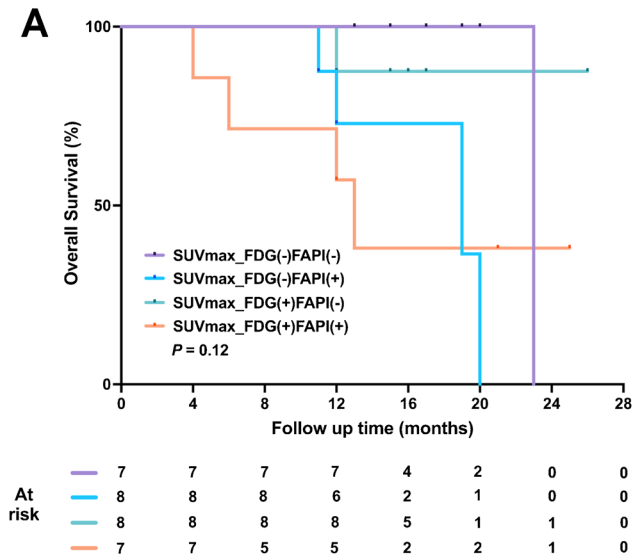 A
100
50
0
Overall Survival (%)
SUVmax_FDG(-)FAPI(-)
SUVmax_FDG(-)FAPI(+)
SUVmax_FDG(+)FAPI(-)
SUVmax_FDG(+)FAPI(+)
P = 0.12
0 4 8 12 16 20 24 28
Follow up time (months)
At risk
7 7 7 7 4 2 0 0
8 8 8 6 2 1 0 0
8 8 8 8 5 1 1 0
7 7 5 5 2 2 1 0